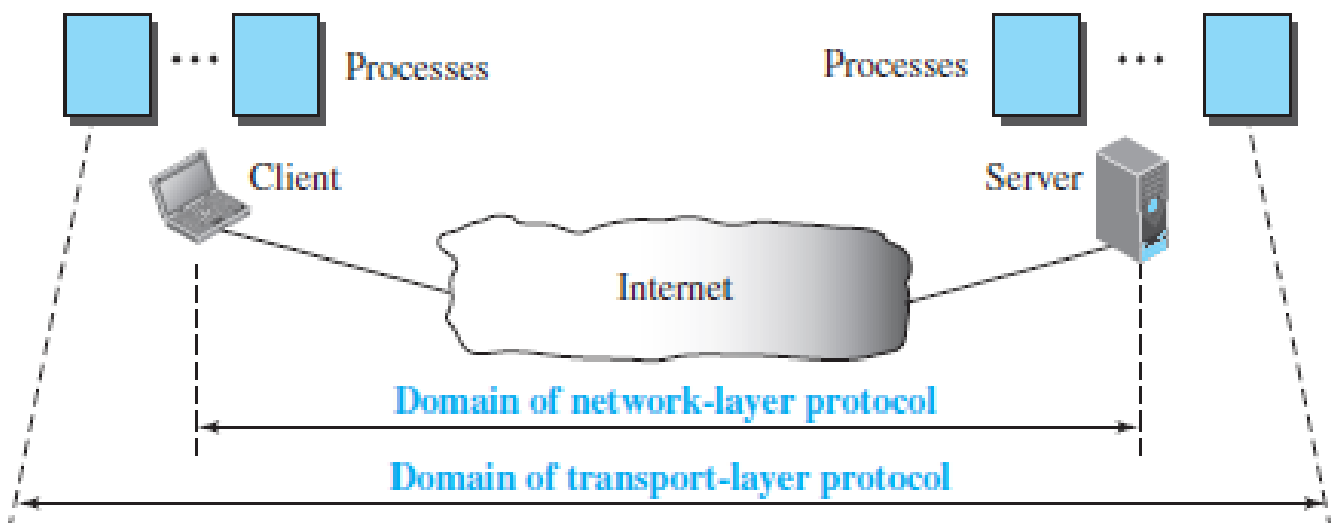 Processes
Processes
Client
Server
Internet
Domain of network-layer protocol
Domain of transport-layer protocol